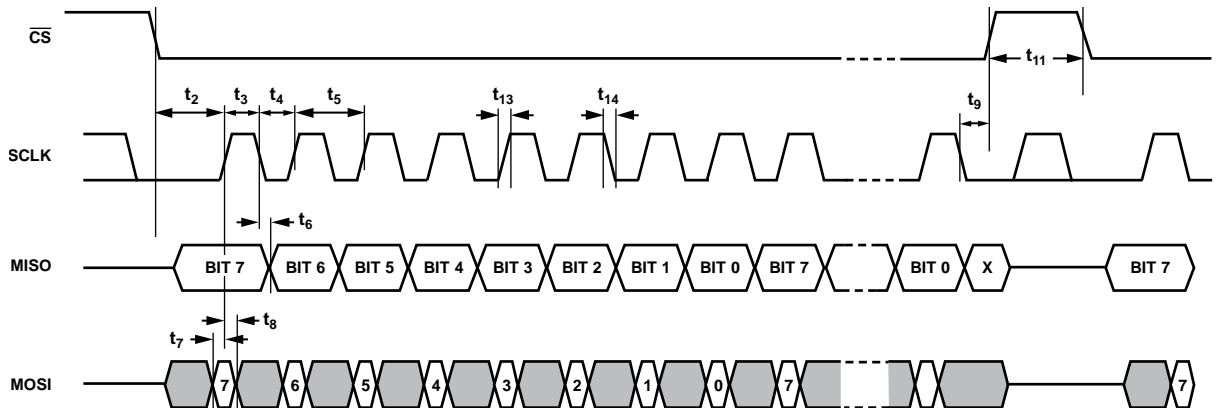 CS
t2 t3 t4 t5 t13 t14 t9 t11
SCLK
t6
MISO BIT 7 BIT 6 BIT 5 BIT 4 BIT 3 BIT 2 BIT 1 BIT 0 BIT 7 BIT 0 X BIT 7
t7 t8
MOSI 7 6 5 4 3 2 1 0 7 7